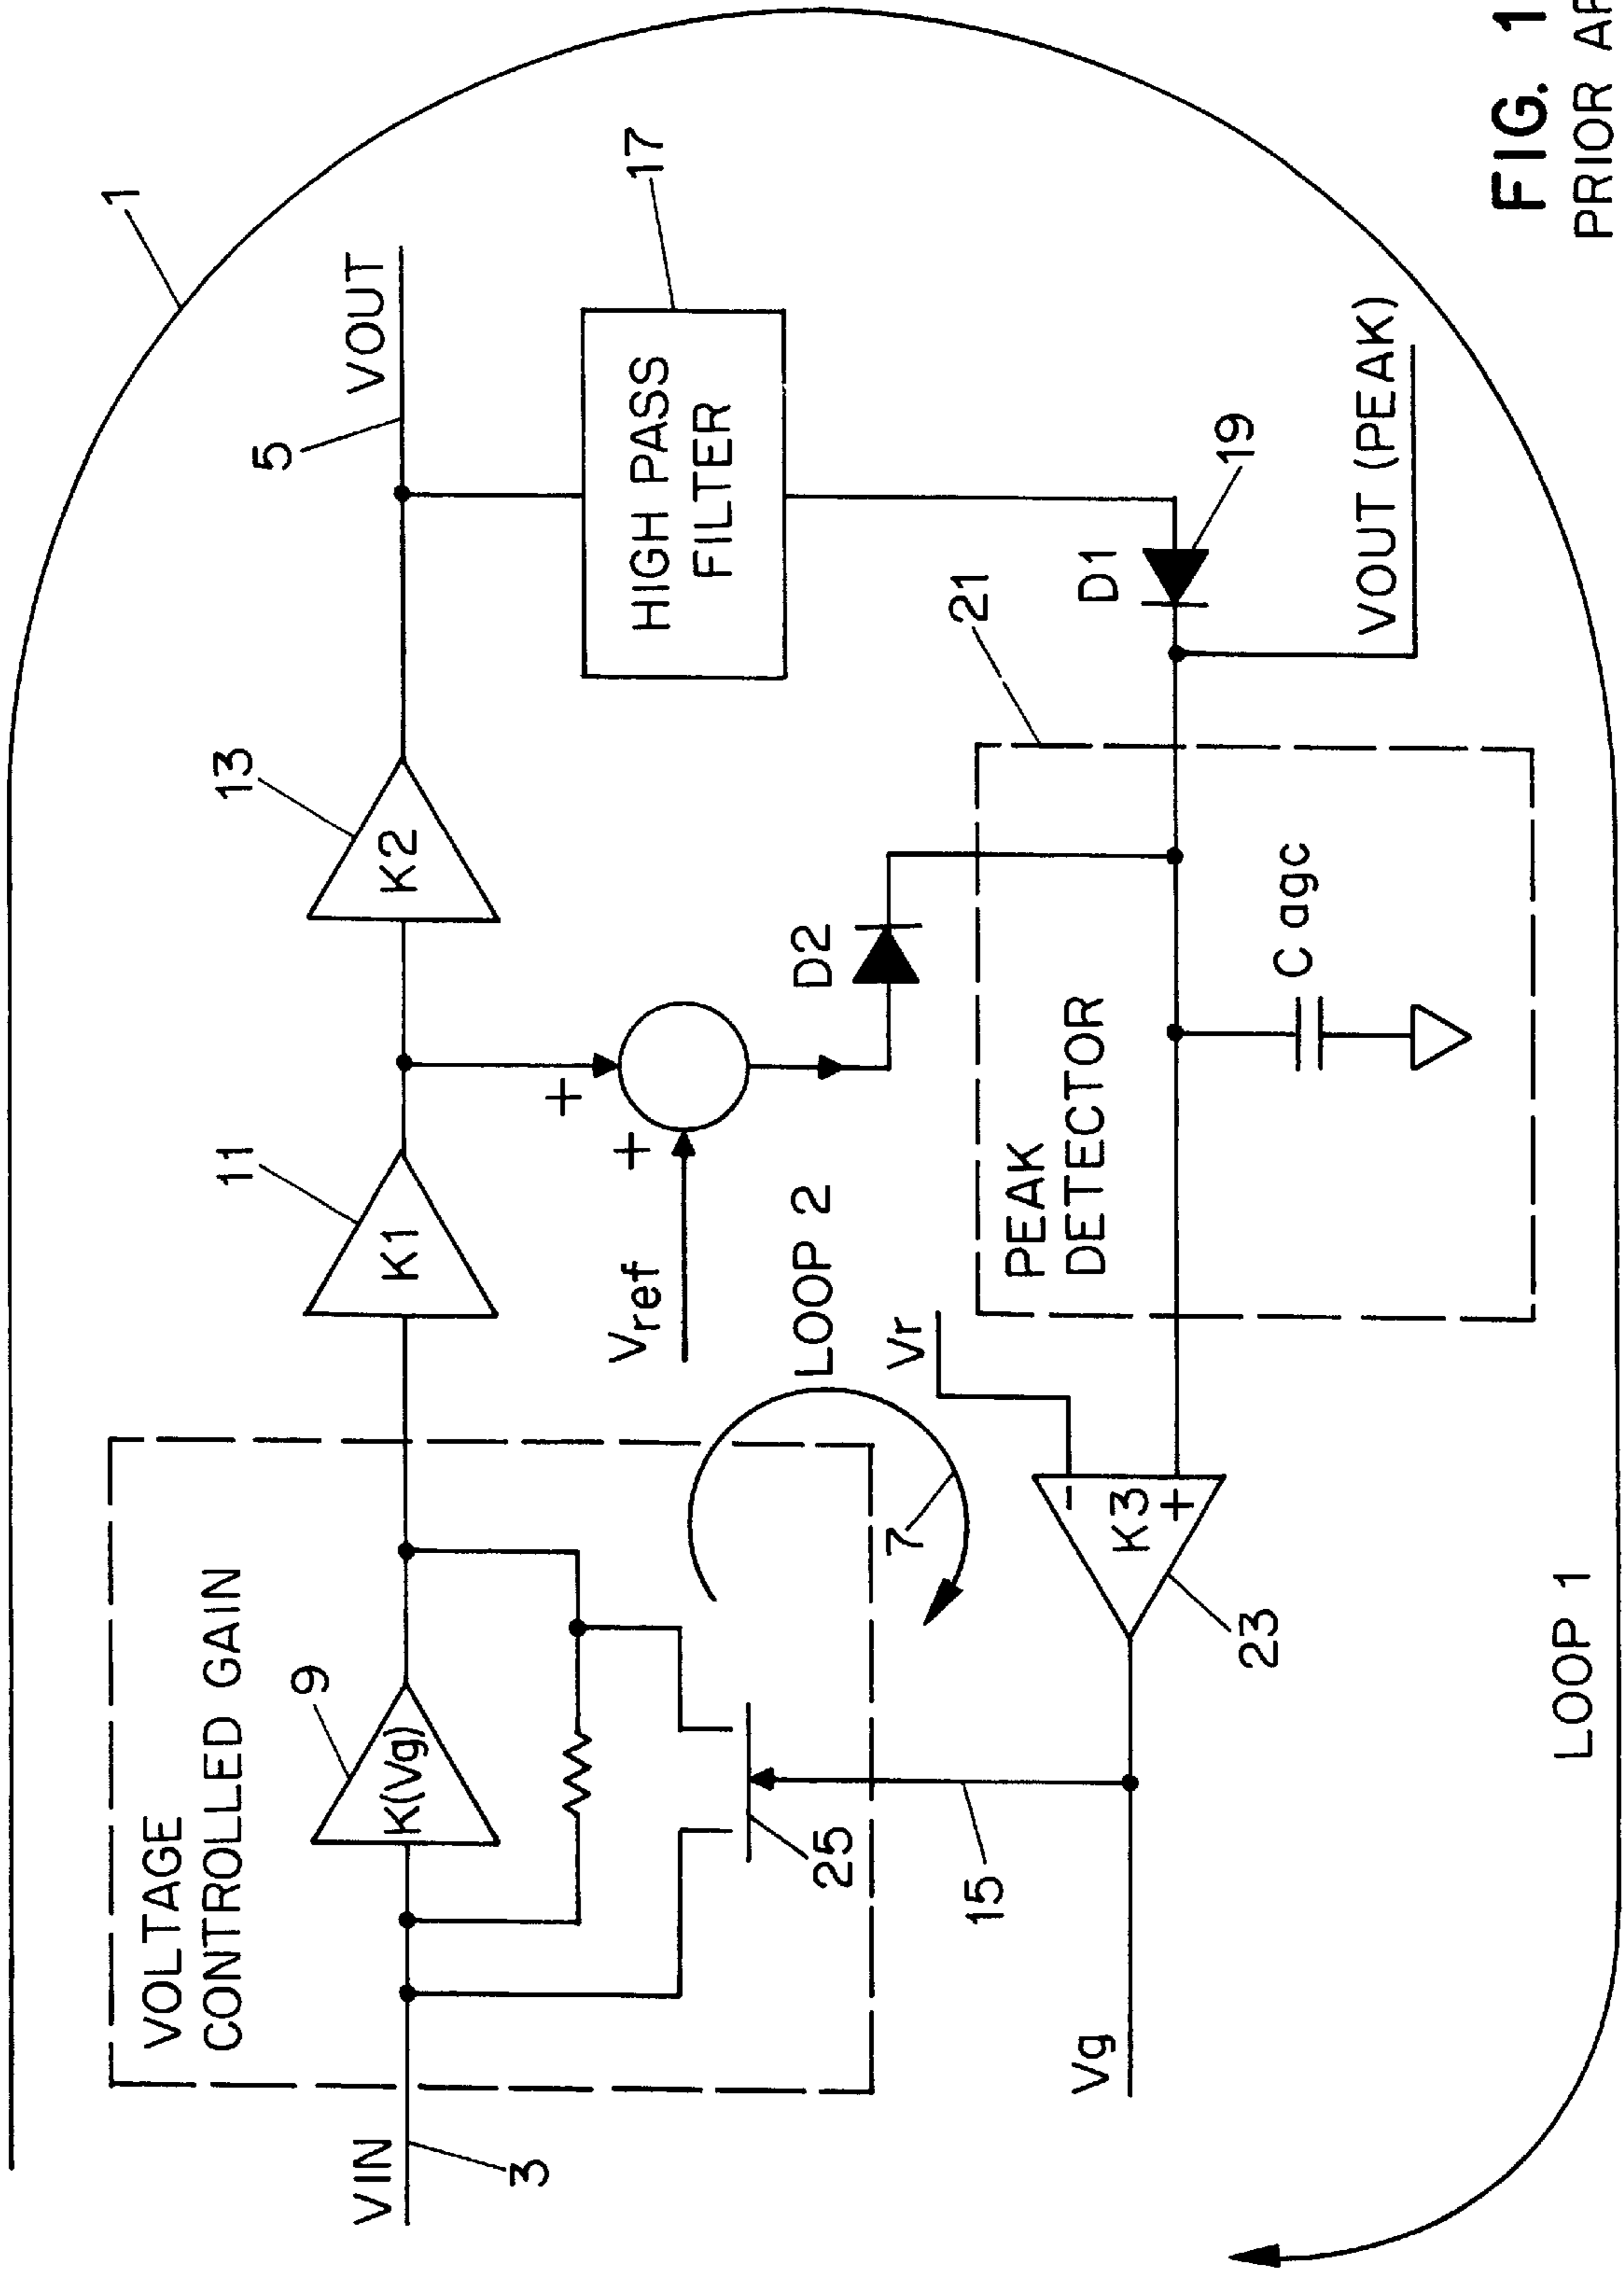 1
VOLTAGE
CONTROLLED GAIN
VIN
3
9
K(Vg)
25
11
K1
13
K2
5
VOUT
17
HIGH PASS
FILTER
+
+
Vref
LOOP 2
7
D2
21
D1
19
VOUT (PEAK)
PEAK
DETECTOR
C agc
Vr
-
K3
+
23
15
Vg
LOOP 1
FIG. 1
PRIOR